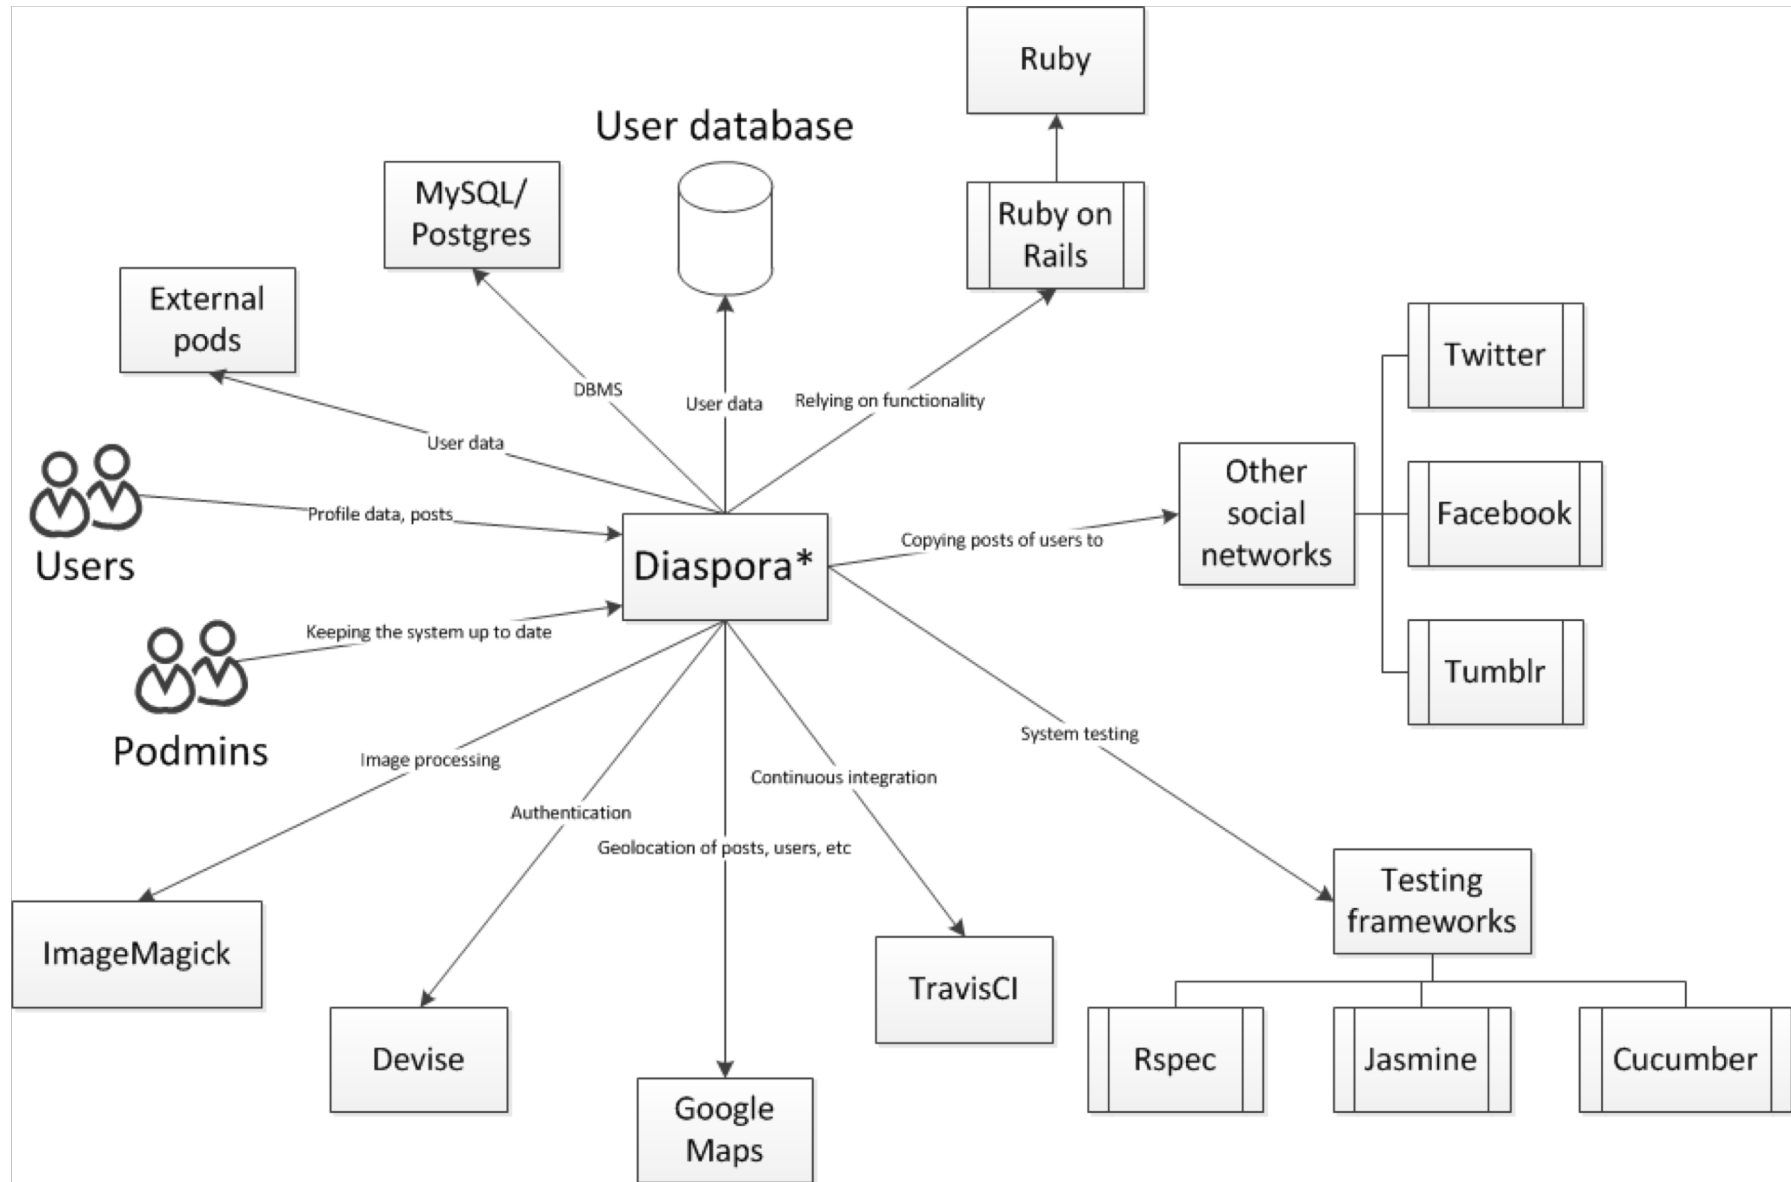 Ruby
User database
MySQL/
Postgres
Ruby on
Rails
External
pods
Twitter
DBMS
User data
Relying on functionality
User data
Other
social
networks
Facebook
Users
Profile data, posts
Diaspora*
Copying posts of users to
Keeping the system up to date
Tumblr
Podmins
Image processing
System testing
Continuous integration
Authentication
Geolocation of posts, users, etc
Testing
frameworks
ImageMagick
TravisCI
Devise
Rspec
Jasmine
Cucumber
Google
Maps